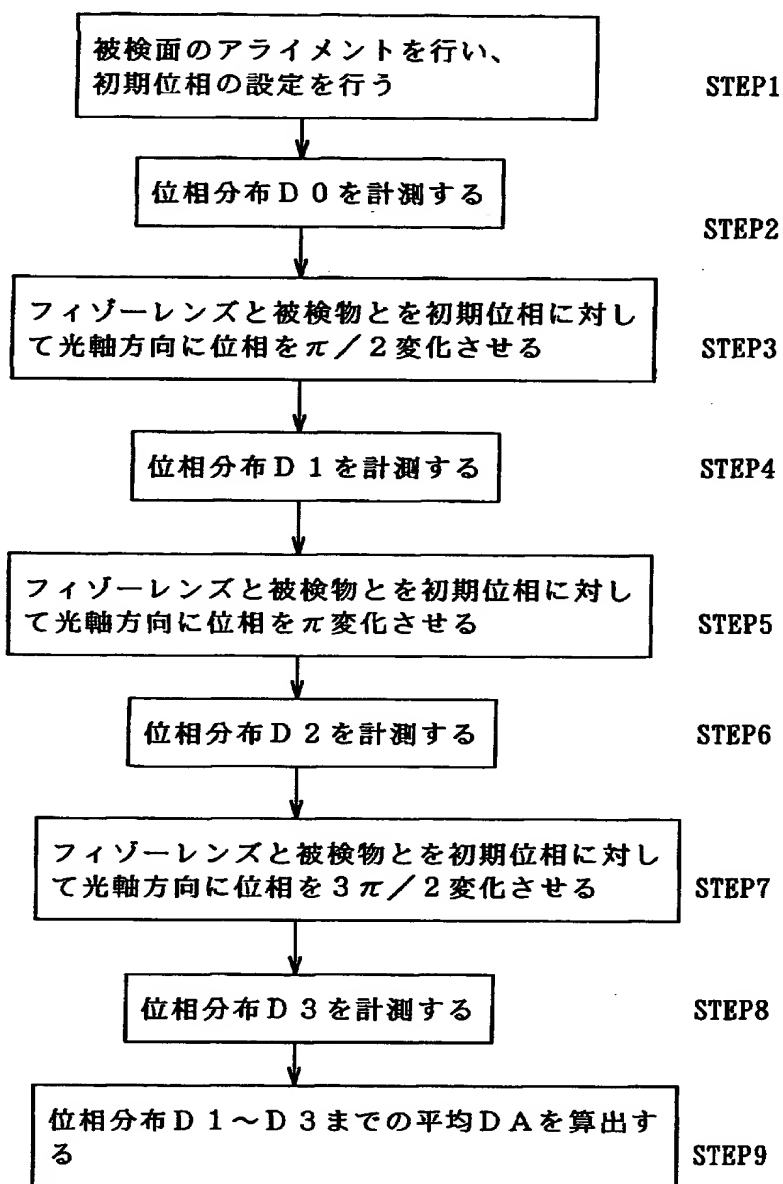 被検面のアライメントを行い、
初期位相の設定を行う
STEP1
位相分布D0を計測する
STEP2
フィゾーレンズと被検物とを初期位相に対し
て光軸方向に位相をπ/2変化させる
STEP3
位相分布D1を計測する
STEP4
フィゾーレンズと被検物とを初期位相に対し
て光軸方向に位相をπ変化させる
STEP5
位相分布D2を計測する
STEP6
フィゾーレンズと被検物とを初期位相に対し
て光軸方向に位相を3π/2変化させる
STEP7
位相分布D3を計測する
STEP8
位相分布D1~D3までの平均DAを算出す
る
STEP9